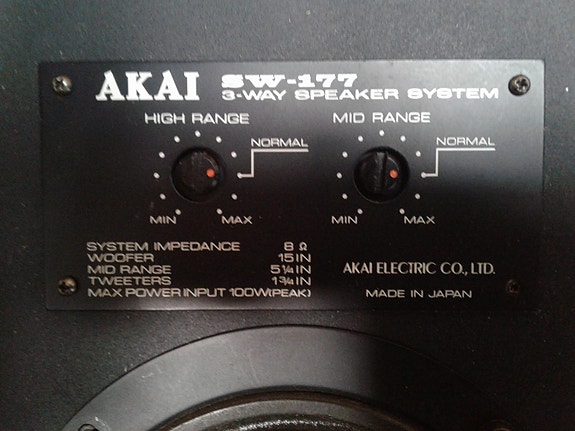 AKAI SW-177
3-WAY SPEAKER SYSTEM
HIGH RANGE
NORMAL
MIN MAX
MID RANGE
NORMAL
MIN MAX
SYSTEM IMPEDANCE 8 Ω
WOOFER 15 IN
MID RANGE 5¼ IN
TWEETERS 1¾ IN
MAX POWER INPUT 100W(PEAK)
AKAI ELECTRIC CO., LTD.
MADE IN JAPAN